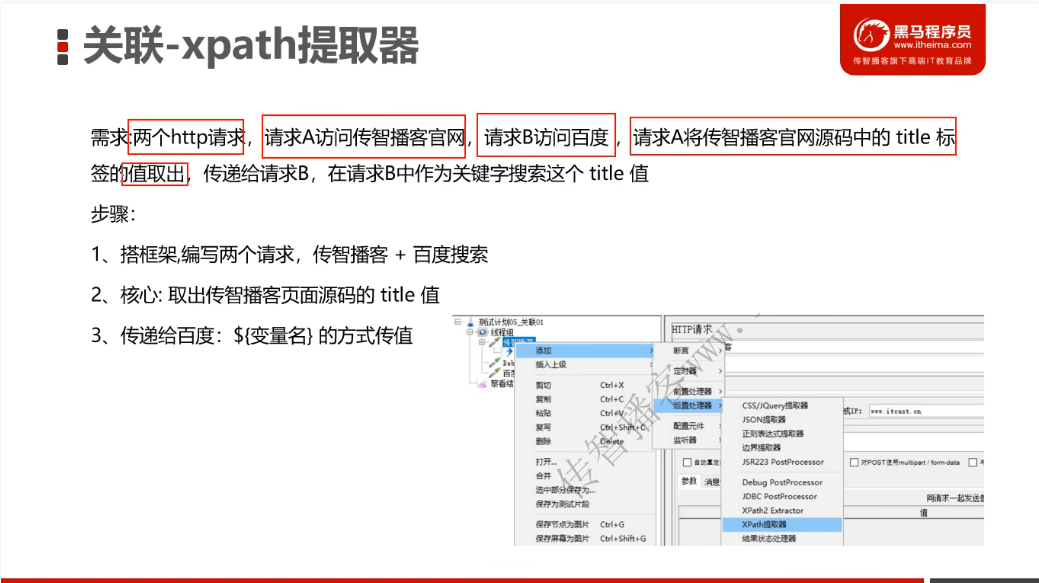 关联-xpath提取器
黑马程序员
www.itheima.com
传智播客旗下高端IT教育品牌
需求:两个http请求，请求A访问传智播客官网，请求B访问百度，请求A将传智播客官网源码中的 title 标
签的值取出，传递给请求B，在请求B中作为关键字搜索这个 title 值
步骤：
1、搭框架,编写两个请求，传智播客 + 百度搜索
2、核心: 取出传智播客页面源码的 title 值
3、传递给百度：${变量名} 的方式传值
测试计划05_关联01
线程组
察看结
添加
插入上级
剪切 Ctrl+X
复制 Ctrl+C
粘贴 Ctrl+V
复写 Ctrl+Shift+C
删除 Delete
打开...
合并
选中部分保存为...
保存为测试片段
保存节点为图片 Ctrl+G
保存屏幕为图片 Ctrl+Shift+G
断言
定时器
前置处理器
后置处理器
配置元件
监听器
CSS/JQuery提取器
JSON提取器
正则表达式提取器
边界提取器
JSR223 PostProcessor
Debug PostProcessor
JDBC PostProcessor
XPath2 Extractor
XPath提取器
结果状态处理器
HTTP请求
或IP: www.itcast.cn
自动重定
对POST使用multipart / form-data
参数 消息
同请求一起发送
值
传智播客www.